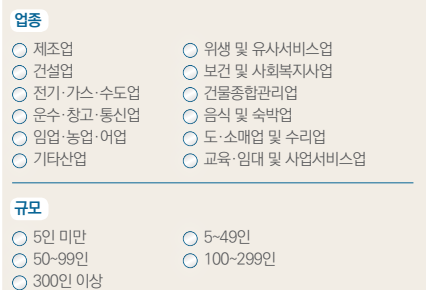 업종
제조업 위생 및 유사서비스업
건설업 보건 및 사회복지사업
전기·가스·수도업 건물종합관리업
운수·창고·통신업 음식 및 숙박업
임업·농업·어업 도·소매업 및 수리업
기타산업 교육·임대 및 사업서비스업
규모
5인 미만 5~49인
50~99인 100~299인
300인 이상